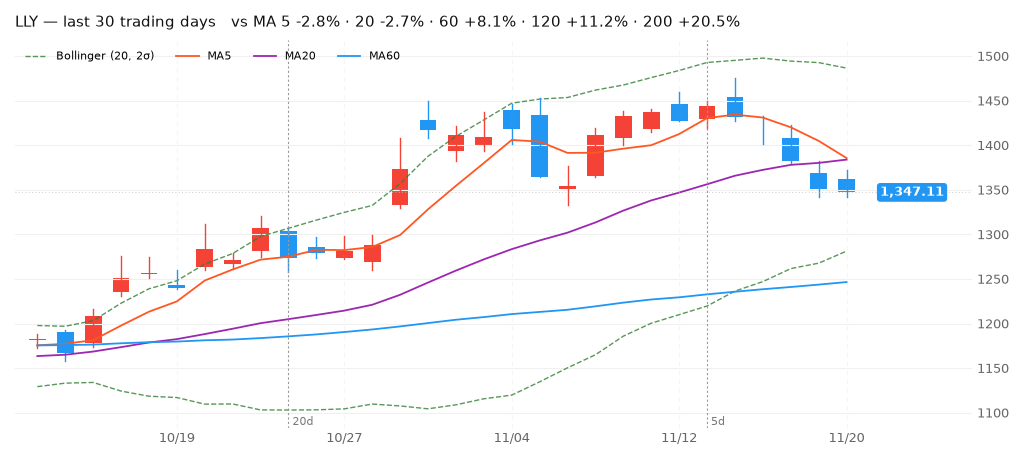 LLY — last 30 trading days   vs MA 5 -2.8% · 20 -2.7% · 60 +8.1% · 120 +11.2% · 200 +20.5%
Bollinger (20, 2σ)   MA5   MA20   MA60
1500
1450
1400
1350
1,347.11
1300
1250
1200
1150
1100
20d   5d
10/19   10/27   11/04   11/12   11/20